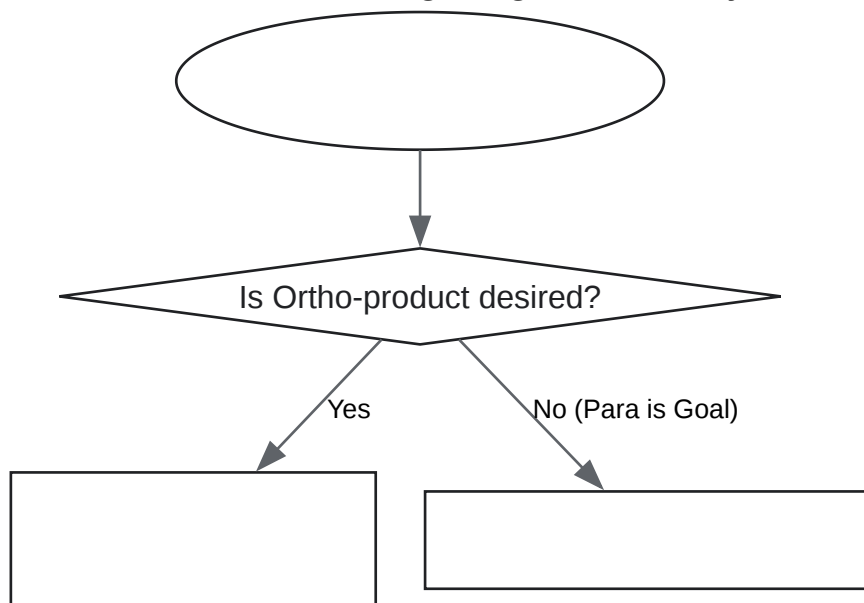 Is Ortho-product desired?
Yes
No (Para is Goal)